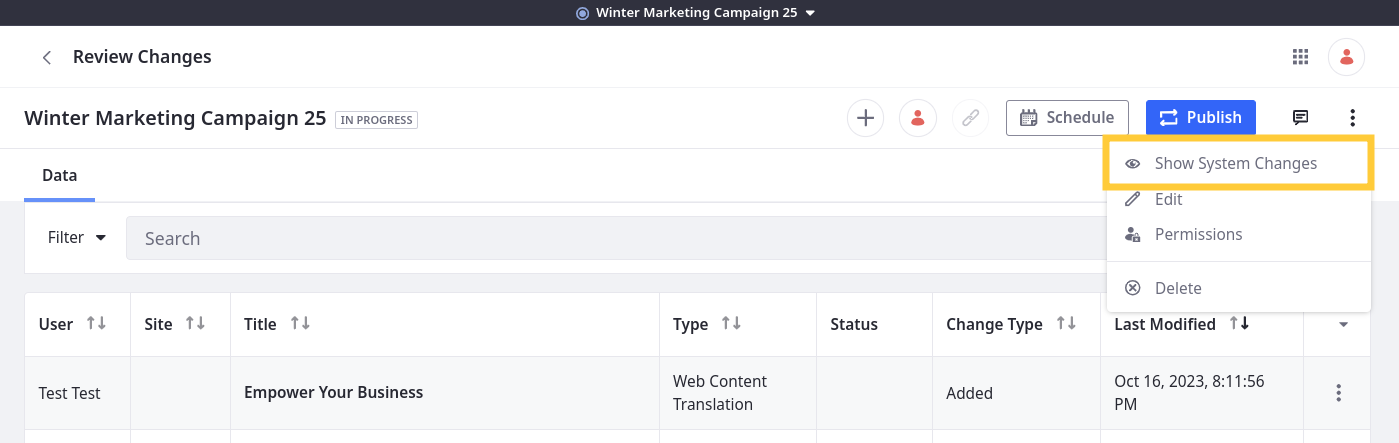 Winter Marketing Campaign 25
Review Changes
Winter Marketing Campaign 25 IN PROGRESS Schedule Publish
Show System Changes
Data
Edit
Filter Search
Permissions
Delete
User Site Title Type Status Change Type Last Modified
Test Test Empower Your Business Web Content Translation Added Oct 16, 2023, 8:11:56 PM